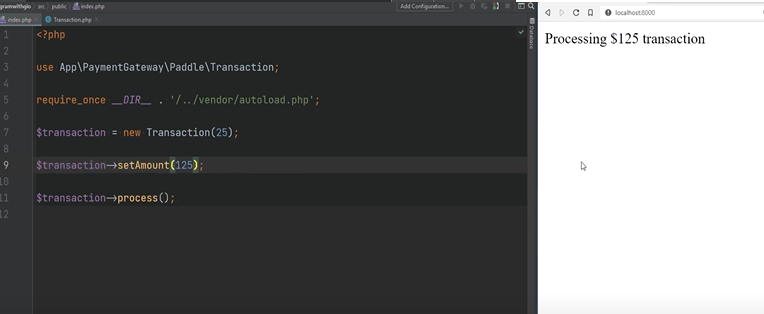 gramwithgio src public index.php
Add Configuration...
index.php
Transaction.php
1 <?php
2
3 use App\PaymentGateway\Paddle\Transaction;
4
5 require_once __DIR__ . '/../vendor/autoload.php';
6
7 $transaction = new Transaction(25);
8
9 $transaction->setAmount(125);
10
11 $transaction->process();
12
Database
localhost:8000
Processing $125 transaction